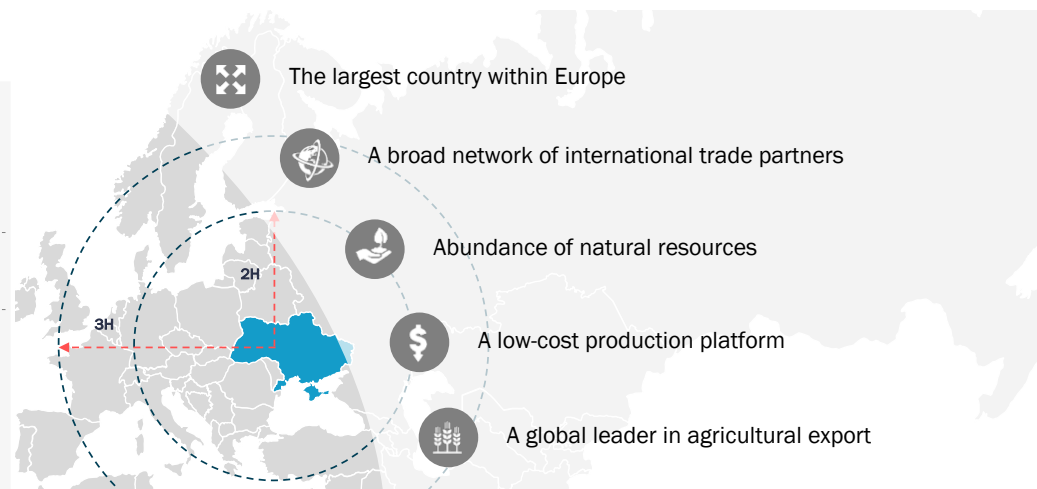 The largest country within Europe
A broad network of international trade partners
Abundance of natural resources
2H
3H
A low-cost production platform
A global leader in agricultural export